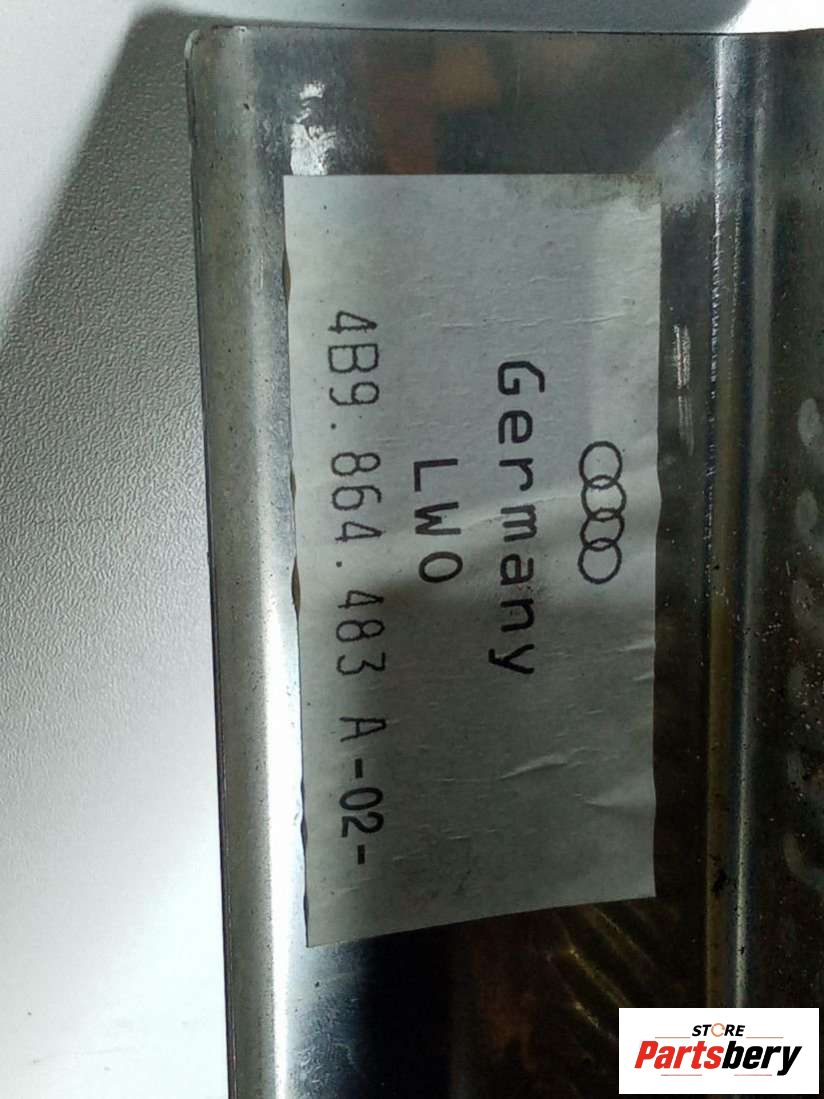 Germany
LWO
4B9.864.483 A -02-
STORE
Partsbery